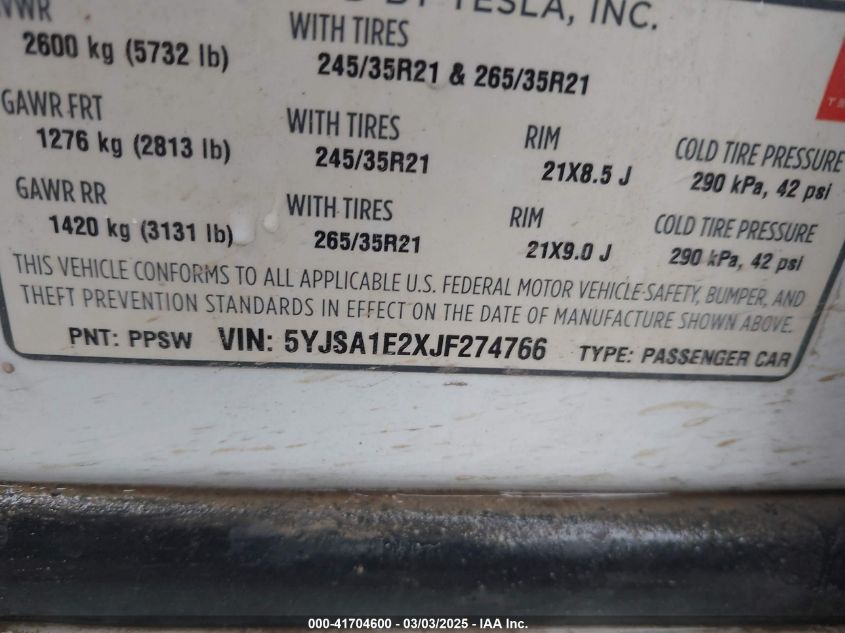 BY TESLA, INC.
2600 kg (5732 lb)
WITH TIRES
245/35R21 & 265/35R21
GAWR FRT
1276 kg (2813 lb)
WITH TIRES
245/35R21
RIM
21X8.5 J
COLD TIRE PRESSURE
290 kPa, 42 psi
GAWR RR
1420 kg (3131 lb)
WITH TIRES
265/35R21
RIM
21X9.0 J
COLD TIRE PRESSURE
290 kPa, 42 psi
THIS VEHICLE CONFORMS TO ALL APPLICABLE U.S. FEDERAL MOTOR VEHICLE SAFETY, BUMPER, AND
THEFT PREVENTION STANDARDS IN EFFECT ON THE DATE OF MANUFACTURE SHOWN ABOVE.
PNT: PPSW VIN: 5YJSA1E2XJF274766 TYPE: PASSENGER CAR
000-41704600 - 03/03/2025 - IAA Inc.